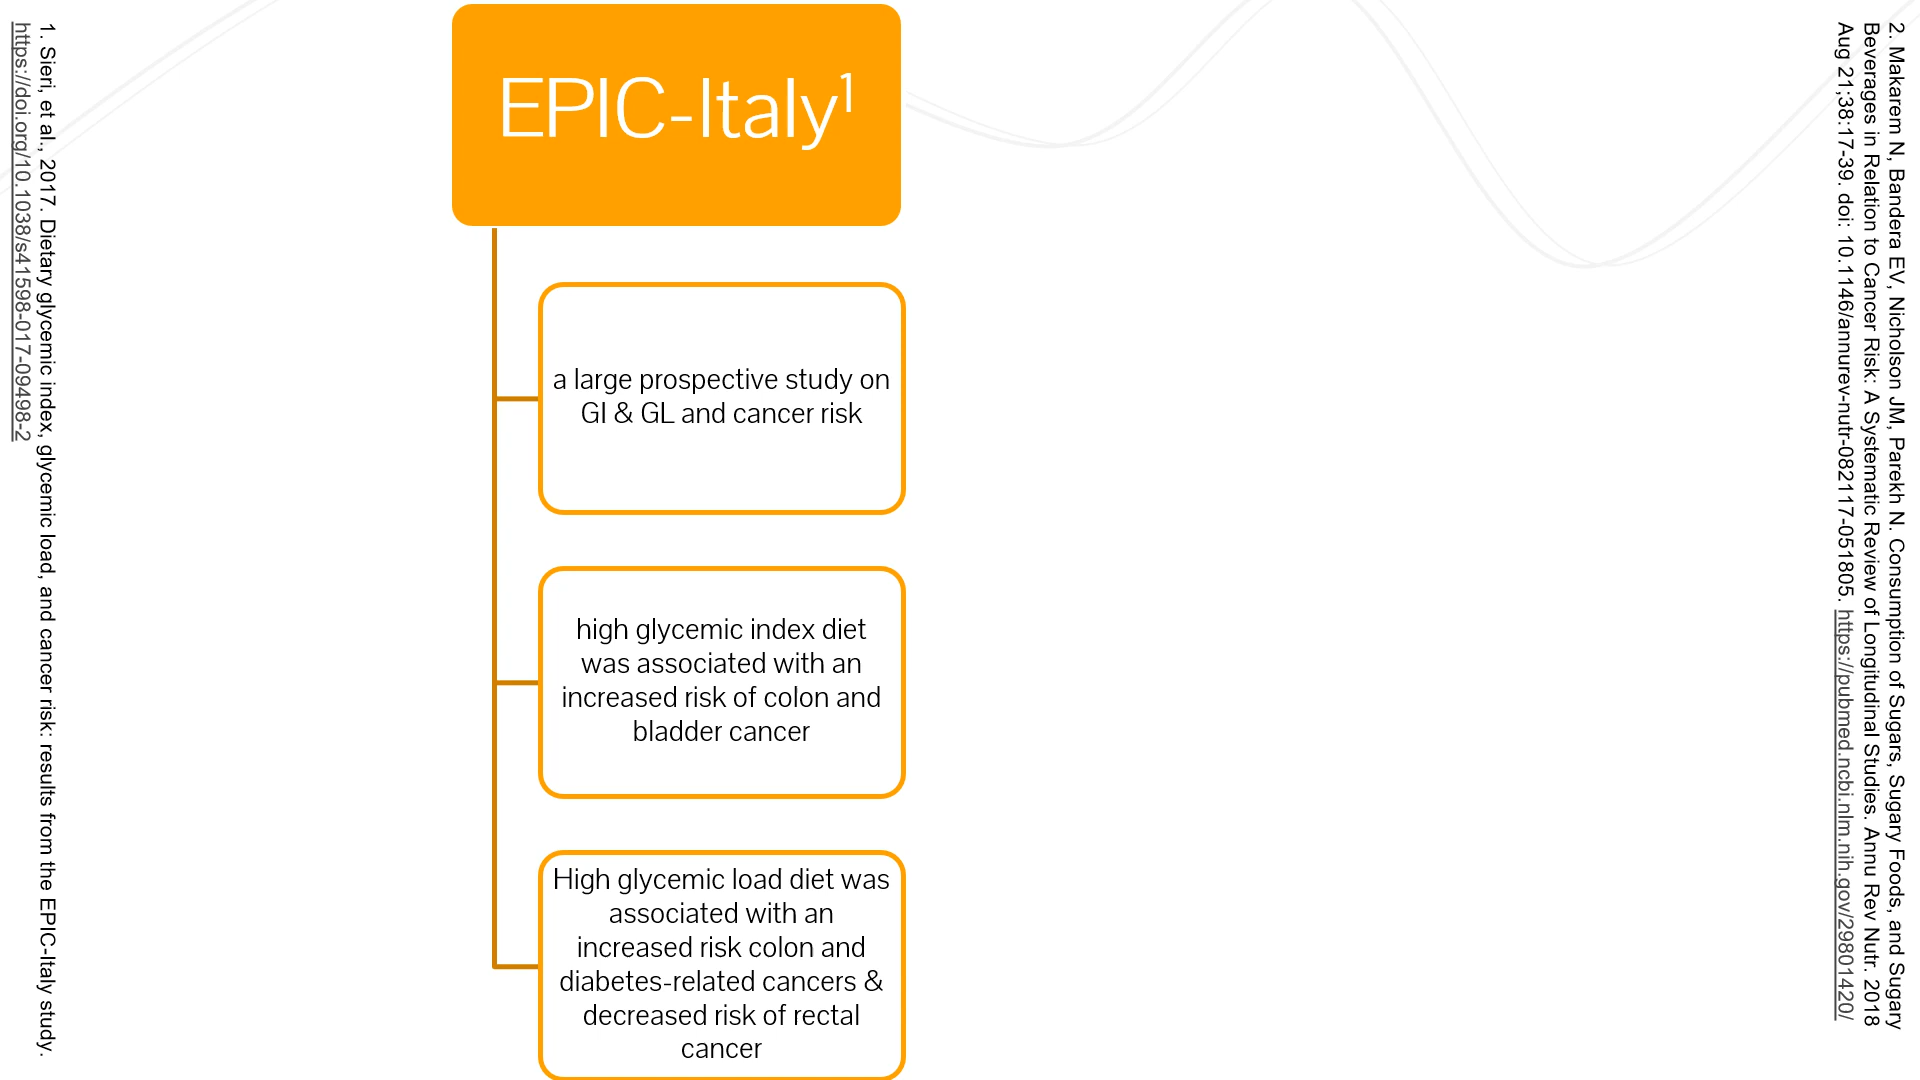 EPIC-Italy1
a large prospective study on
GI & GL and cancer risk
high glycemic index diet
was associated with an
increased risk of colon and
bladder cancer
High glycemic load diet was
associated with an
increased risk colon and
diabetes-related cancers &
decreased risk of rectal
cancer
1. Sieri, et al., 2017. Dietary glycemic index, glycemic load, and cancer risk: results from the EPIC-Italy study.
https://doi.org/10.1038/s41598-017-09498-2
2. Makarem N, Bandera EV, Nicholson JM, Parekh N. Consumption of Sugars, Sugary Foods, and Sugary
Beverages in Relation to Cancer Risk: A Systematic Review of Longitudinal Studies. Annu Rev Nutr. 2018
Aug 21;38:17-39. doi: 10.1146/annurev-nutr-082117-051805. https://pubmed.ncbi.nlm.nih.gov/29801420/